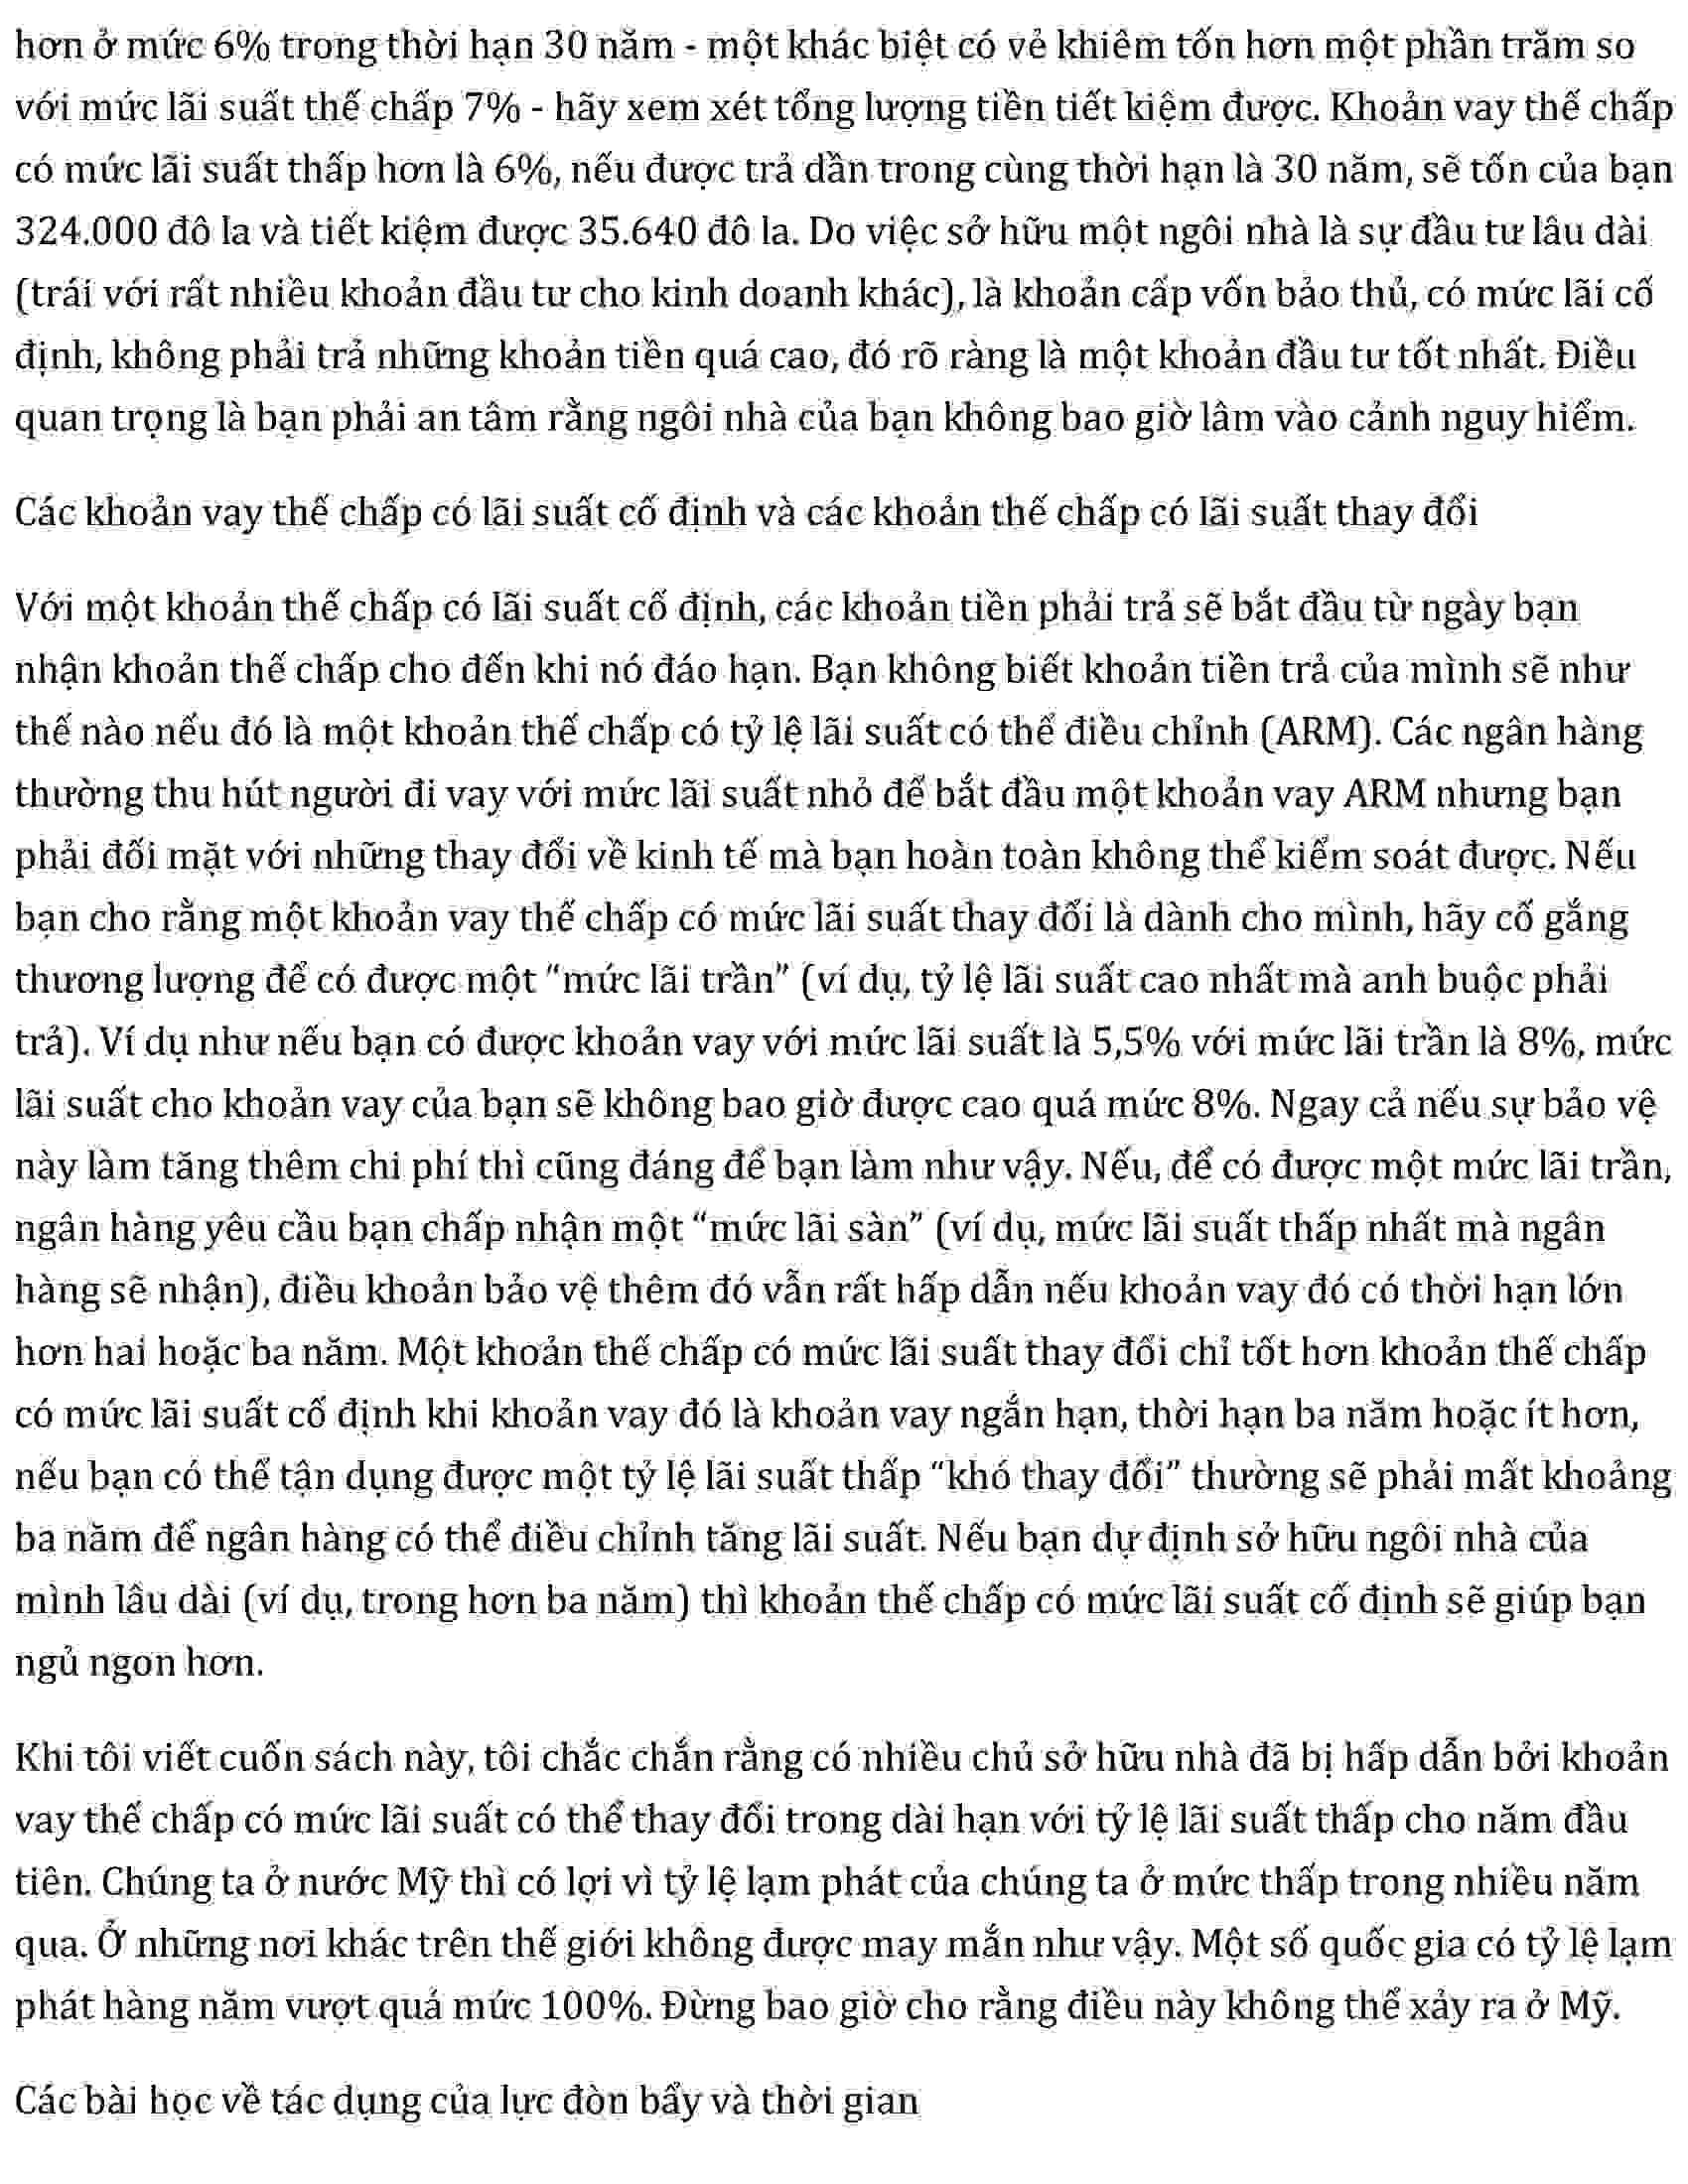 hơn ở mức 6% trong thời hạn 30 năm - một khác biệt có vẻ khiêm tốn hơn một phần trăm so
với mức lãi suất thế chấp 7% - hãy xem xét tổng lượng tiền tiết kiệm được. Khoản vay thế chấp
có mức lãi suất thấp hơn là 6%, nếu được trả dần trong cùng thời hạn là 30 năm, sẽ tốn của bạn
324.000 đô la và tiết kiệm được 35.640 đô la. Do việc sở hữu một ngôi nhà là sự đầu tư lâu dài
(trái với rất nhiều khoản đầu tư cho kinh doanh khác), là khoản cấp vốn bảo thủ, có mức lãi cố
định, không phải trả những khoản tiền quá cao, đó rõ ràng là một khoản đầu tư tốt nhất. Điều
quan trọng là bạn phải an tâm rằng ngôi nhà của bạn không bao giờ lâm vào cảnh nguy hiểm.
Các khoản vay thế chấp có lãi suất cố định và các khoản thế chấp có lãi suất thay đổi
Với một khoản thế chấp có lãi suất cố định, các khoản tiền phải trả sẽ bắt đầu từ ngày bạn
nhận khoản thế chấp cho đến khi nó đáo hạn. Bạn không biết khoản tiền trả của mình sẽ như
thế nào nếu đó là một khoản thế chấp có tỷ lệ lãi suất có thể điều chỉnh (ARM). Các ngân hàng
thường thu hút người đi vay với mức lãi suất nhỏ để bắt đầu một khoản vay ARM nhưng bạn
phải đối mặt với những thay đổi về kinh tế mà bạn hoàn toàn không thể kiểm soát được. Nếu
bạn cho rằng một khoản vay thế chấp có mức lãi suất thay đổi là dành cho mình, hãy cố gắng
thương lượng để có được một “mức lãi trần” (ví dụ, tỷ lệ lãi suất cao nhất mà anh buộc phải
trả). Ví dụ như nếu bạn có được khoản vay với mức lãi suất là 5,5% với mức lãi trần là 8%, mức
lãi suất cho khoản vay của bạn sẽ không bao giờ được cao quá mức 8%. Ngay cả nếu sự bảo vệ
này làm tăng thêm chi phí thì cũng đáng để bạn làm như vậy. Nếu, để có được một mức lãi trần,
ngân hàng yêu cầu bạn chấp nhận một “mức lãi sàn” (ví dụ, mức lãi suất thấp nhất mà ngân
hàng sẽ nhận), điều khoản bảo vệ thêm đó vẫn rất hấp dẫn nếu khoản vay đó có thời hạn lớn
hơn hai hoặc ba năm. Một khoản thế chấp có mức lãi suất thay đổi chỉ tốt hơn khoản thế chấp
có mức lãi suất cố định khi khoản vay đó là khoản vay ngắn hạn, thời hạn ba năm hoặc ít hơn,
nếu bạn có thể tận dụng được một tỷ lệ lãi suất thấp “khó thay đổi” thường sẽ phải mất khoảng
ba năm để ngân hàng có thể điều chỉnh tăng lãi suất. Nếu bạn dự định sở hữu ngôi nhà của
mình lâu dài (ví dụ, trong hơn ba năm) thì khoản thế chấp có mức lãi suất cố định sẽ giúp bạn
ngủ ngon hơn.
Khi tôi viết cuốn sách này, tôi chắc chắn rằng có nhiều chủ sở hữu nhà đã bị hấp dẫn bởi khoản
vay thế chấp có mức lãi suất có thể thay đổi trong dài hạn với tỷ lệ lãi suất thấp cho năm đầu
tiên. Chúng ta ở nước Mỹ thì có lợi vì tỷ lệ lạm phát của chúng ta ở mức thấp trong nhiều năm
qua. Ở những nơi khác trên thế giới không được may mắn như vậy. Một số quốc gia có tỷ lệ lạm
phát hàng năm vượt quá mức 100%. Đừng bao giờ cho rằng điều này không thể xảy ra ở Mỹ.
Các bài học về tác dụng của lực đòn bẩy và thời gian